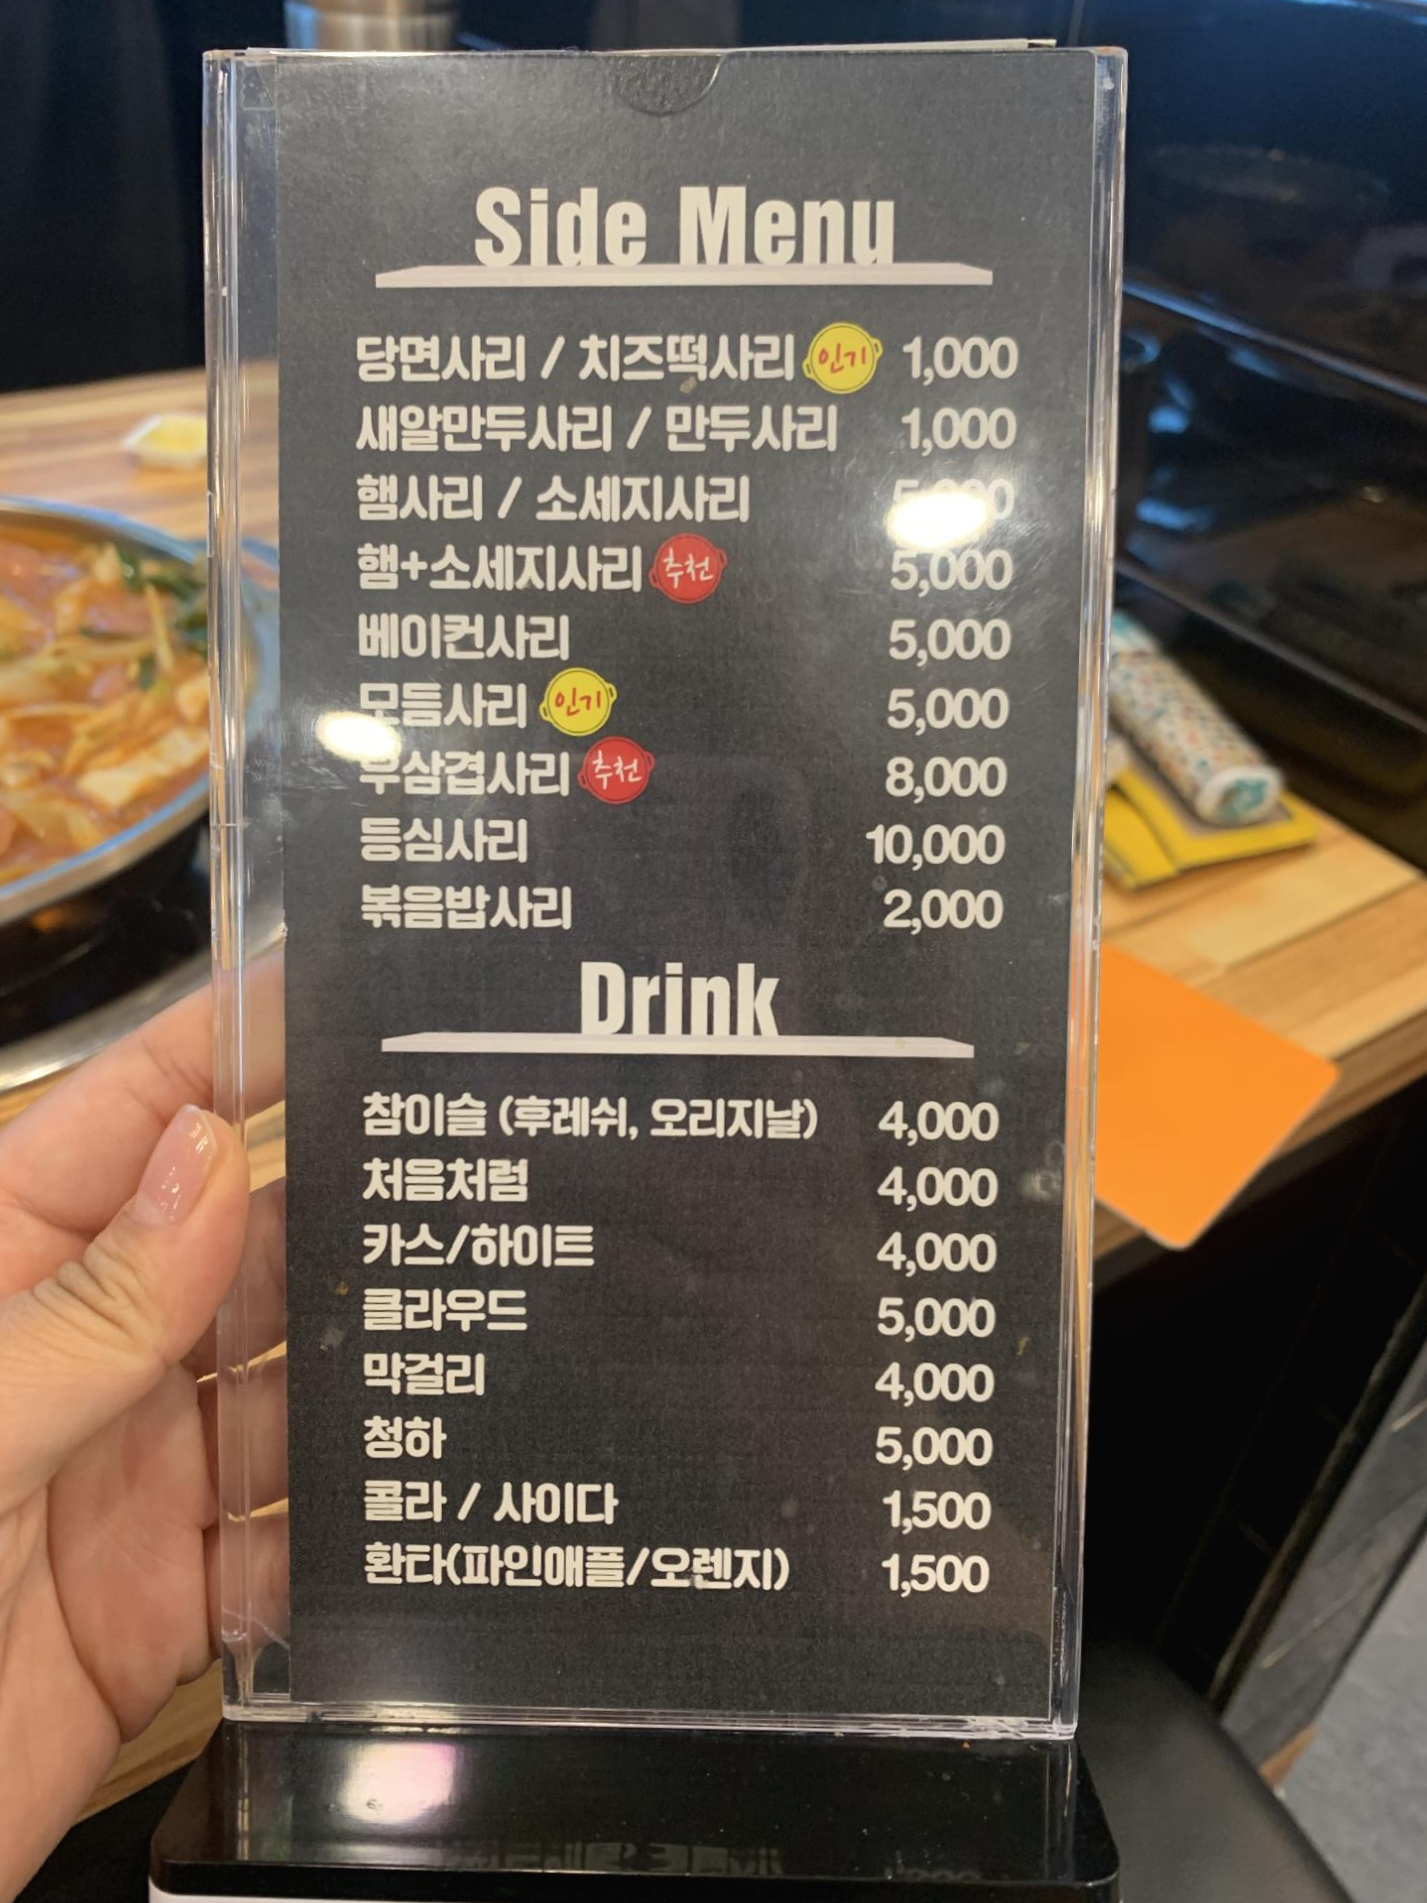 Side Menu
당면사리 / 치즈떡사리 인기 1,000
새알만두사리 / 만두사리 1,000
햄사리 / 소세지사리
햄+소세지사리 추천 5,000
베이컨사리 5,000
모듬사리 인기 5,000
우삼겹사리 추천 8,000
등심사리 10,000
볶음밥사리 2,000
Drink
참이슬 (후레쉬, 오리지날) 4,000
처음처럼 4,000
카스/하이트 4,000
클라우드 5,000
막걸리 4,000
청하 5,000
콜라 / 사이다 1,500
환타(파인애플/오렌지) 1,500